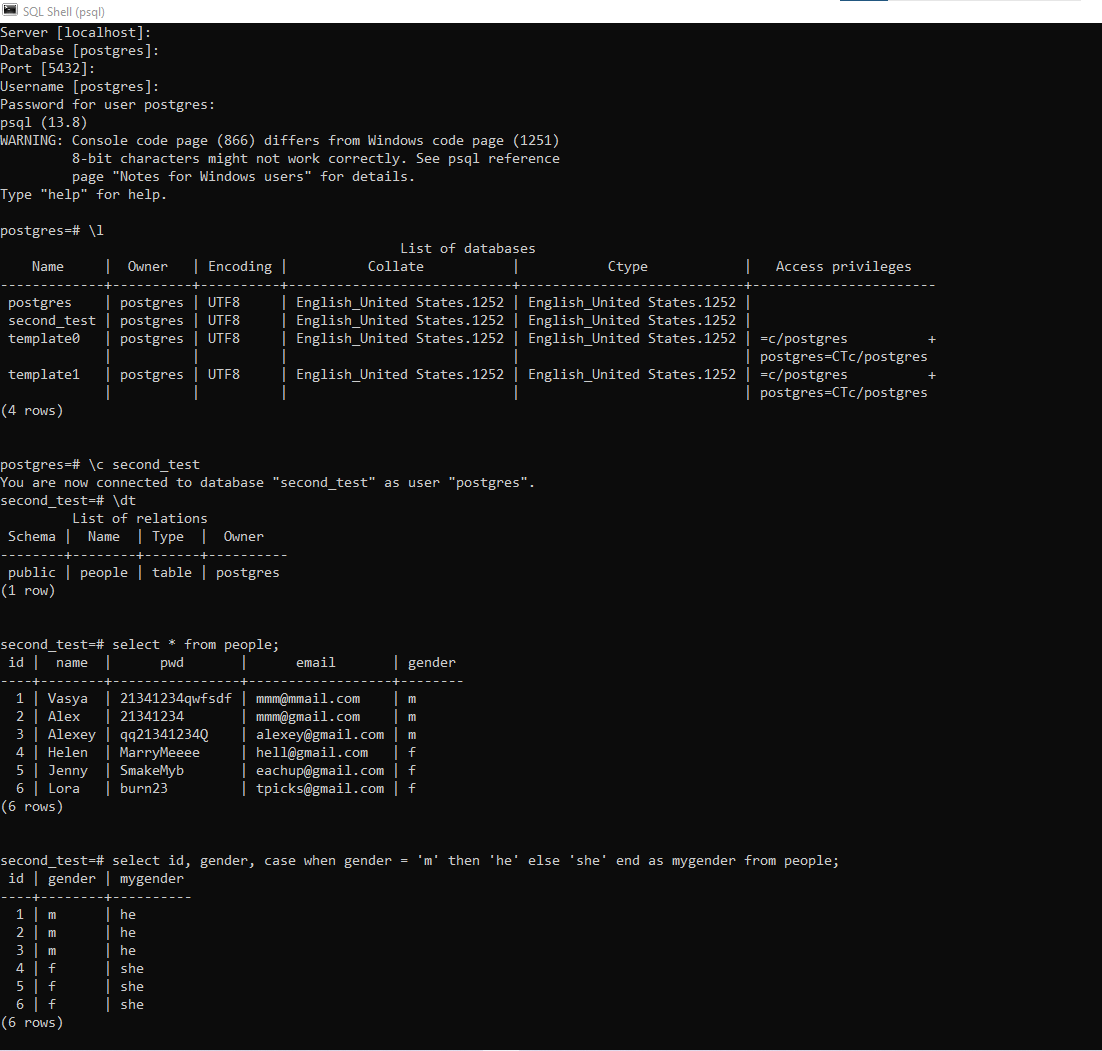 SQL Shell (psql)
Server [localhost]:
Database [postgres]:
Port [5432]:
Username [postgres]:
Password for user postgres:
psql (13.8)
WARNING: Console code page (866) differs from Windows code page (1251)
         8-bit characters might not work correctly. See psql reference
         page "Notes for Windows users" for details.
Type "help" for help.

postgres=# \l
                                                  List of databases
    Name     |  Owner   | Encoding |          Collate           |           Ctype            |   Access privileges
-------------+----------+----------+----------------------------+----------------------------+-----------------------
 postgres    | postgres | UTF8     | English_United States.1252 | English_United States.1252 |
 second_test | postgres | UTF8     | English_United States.1252 | English_United States.1252 |
 template0   | postgres | UTF8     | English_United States.1252 | English_United States.1252 | =c/postgres          +
             |          |          |                            |                            | postgres=CTc/postgres
 template1   | postgres | UTF8     | English_United States.1252 | English_United States.1252 | =c/postgres          +
             |          |          |                            |                            | postgres=CTc/postgres
(4 rows)


postgres=# \c second_test
You are now connected to database "second_test" as user "postgres".
second_test=# \dt
         List of relations
 Schema |  Name  | Type  |  Owner
--------+--------+-------+----------
 public | people | table | postgres
(1 row)


second_test=# select * from people;
 id |  name  |      pwd       |      email       | gender
----+--------+----------------+------------------+--------
  1 | Vasya  | 21341234qwfsdf | mmm@mmail.com    | m
  2 | Alex   | 21341234       | mmm@gmail.com    | m
  3 | Alexey | qq21341234Q    | alexey@gmail.com | m
  4 | Helen  | MarryMeeee     | hell@gmail.com   | f
  5 | Jenny  | SmakeMyb       | eachup@gmail.com | f
  6 | Lora   | burn23         | tpicks@gmail.com | f
(6 rows)


second_test=# select id, gender, case when gender = 'm' then 'he' else 'she' end as mygender from people;
 id | gender | mygender
----+--------+----------
  1 | m      | he
  2 | m      | he
  3 | m      | he
  4 | f      | she
  5 | f      | she
  6 | f      | she
(6 rows)